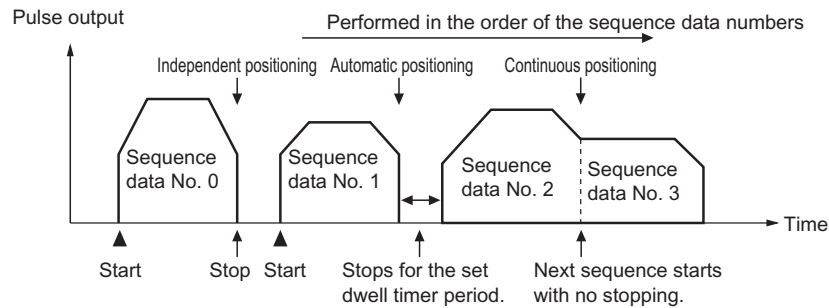 Performed in the order of the sequence data numbers
Pulse output
Independent positioning
Automatic positioning
Continuous positioning
Sequence
data No. 0
Sequence
data No. 1
Sequence
data No. 2
Sequence
data No. 3
Time
Start
Stop
Start
Stops for the set
dwell timer period.
Next sequence starts
with no stopping.